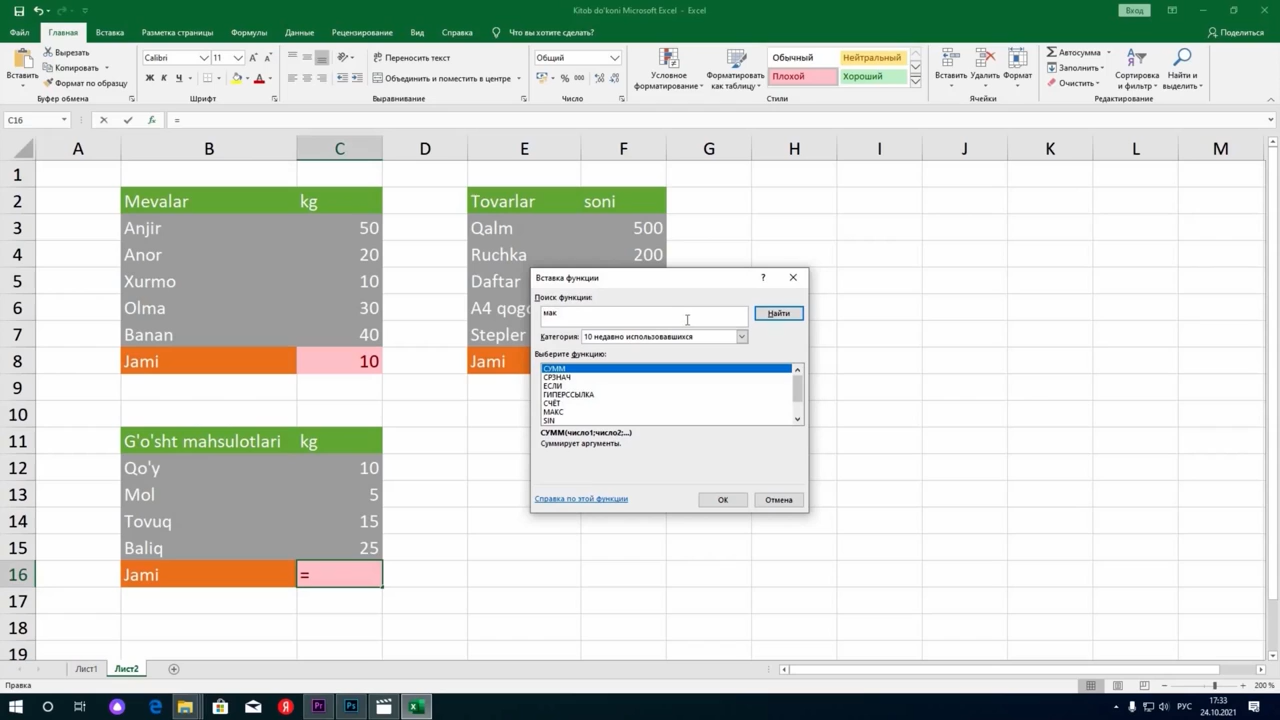 Kitob do'koni Microsoft Excel - Excel
Вход
Файл
Главная
Вставка
Разметка страницы
Формулы
Данные
Рецензирование
Вид
Справка
Что вы хотите сделать?
Поделиться
Вставить
Вырезать
Копировать
Формат по образцу
Буфер обмена
Calibri
11
Ж К Ч
Шрифт
Переносить текст
Объединить и поместить в центре
Выравнивание
Общий
% 000
Число
Условное форматирование
Форматировать как таблицу
Обычный
Нейтральный
Плохой
Хороший
Стили
Вставить
Удалить
Формат
Ячейки
Автосумма
Заполнить
Очистить
Сортировка и фильтр
Найти и выделить
Редактирование
C16
=
A B C D E F G H I J K L M
1
2 Mevalar kg Tovarlar soni
3 Anjir 50 Qalm 500
4 Anor 20 Ruchka 200
5 Xurmo 10 Daftar
6 Olma 30 A4
7 Banan 40 Stepler
8 Jami 10 Jami
9
10
11 G'o'sht mahsulotlari kg
12 Qo'y 10
13 Mol 5
14 Tovuq 15
15 Baliq 25
16 Jami =
17
18
19
Вставка функции
?
Поиск функции:
мак
Найти
Категория: 10 недавно использовавшихся
Выберите функцию:
СУММ
СРЗНАЧ
ЕСЛИ
ГИПЕРССЫЛКА
СЧЁТ
МАКС
SIN
СУММ(число1;число2;...)
Суммирует аргументы.
Справка по этой функции
ОК
Отмена
Лист1
Лист2
Правка
200 %
РУС
17:33
24.10.2021